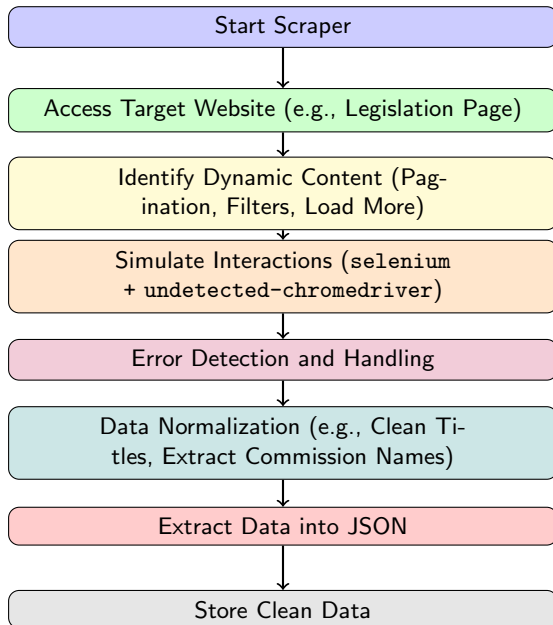 Start Scraper
Access Target Website (e.g., Legislation Page)
Identify Dynamic Content (Pag-
ination, Filters, Load More)
Simulate Interactions (selenium
+ undetected-chromedriver)
Error Detection and Handling
Data Normalization (e.g., Clean Ti-
tles, Extract Commission Names)
Extract Data into JSON
Store Clean Data